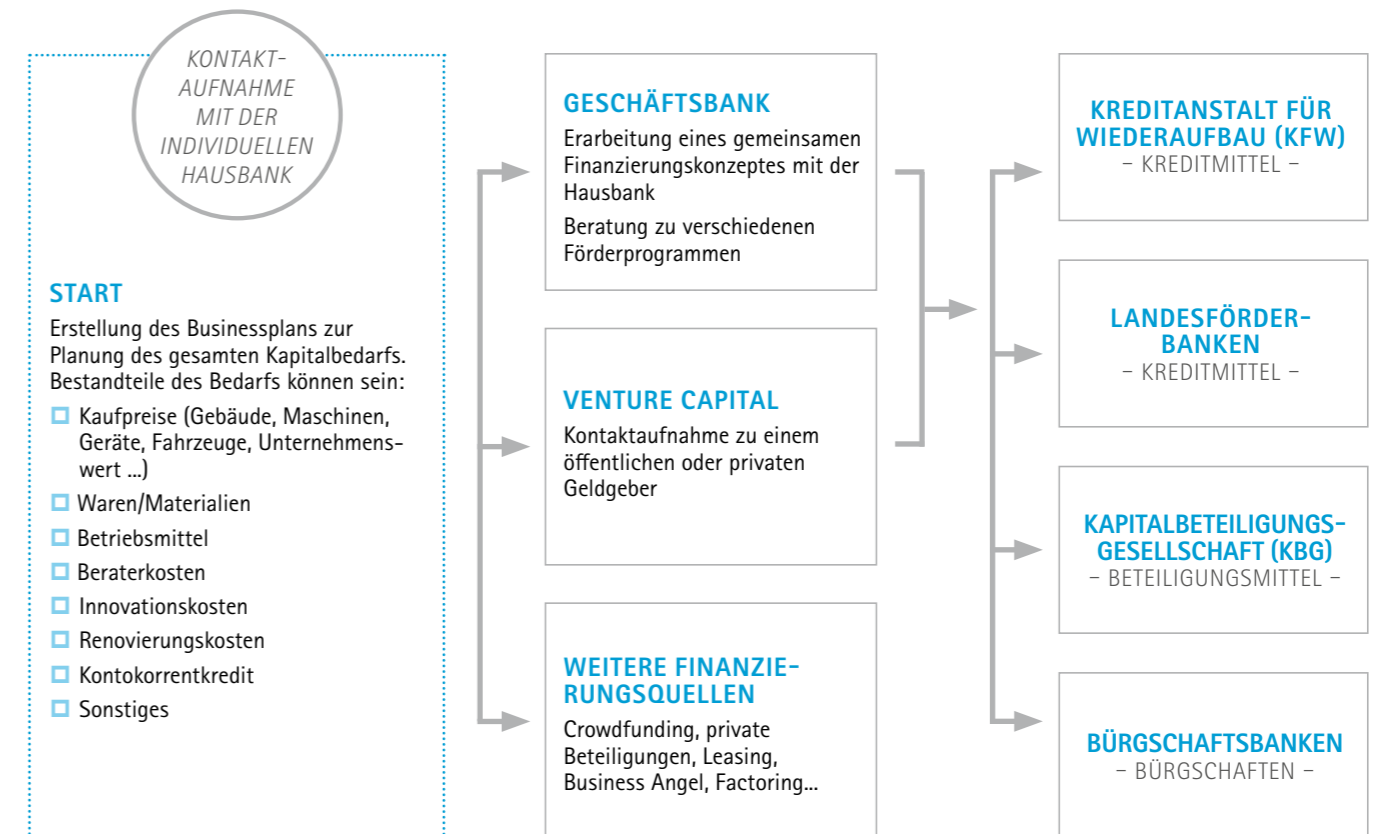 KONTAKT-
AUFNAHME
MIT DER
INDIVIDUELLEN
HAUSBANK
START
Erstellung des Businessplans zur
Planung des gesamten Kapitalbedarfs.
Bestandteile des Bedarfs können sein:
Kaufpreise (Gebäude, Maschinen,
Geräte, Fahrzeuge, Unternehmens-
wert ...)
Waren/Materialien
Betriebsmittel
Beraterkosten
Innovationskosten
Renovierungskosten
Kontokorrentkredit
Sonstiges
GESCHÄFTSBANK
Erarbeitung eines gemeinsamen
Finanzierungskonzeptes mit der
Hausbank
Beratung zu verschiedenen
Förderprogrammen
VENTURE CAPITAL
Kontaktaufnahme zu einem
öffentlichen oder privaten
Geldgeber
WEITERE FINANZIE-
RUNGSQUELLEN
Crowdfunding, private
Beteiligungen, Leasing,
Business Angel, Factoring...
KREDITANSTALT FÜR
WIEDERAUFBAU (KFW)
– KREDITMITTEL –
LANDESFÖRDER-
BANKEN
– KREDITMITTEL –
KAPITALBETEILIGUNGS-
GESELLSCHAFT (KBG)
– BETEILIGUNGSMITTEL –
BÜRGSCHAFTSBANKEN
– BÜRGSCHAFTEN –